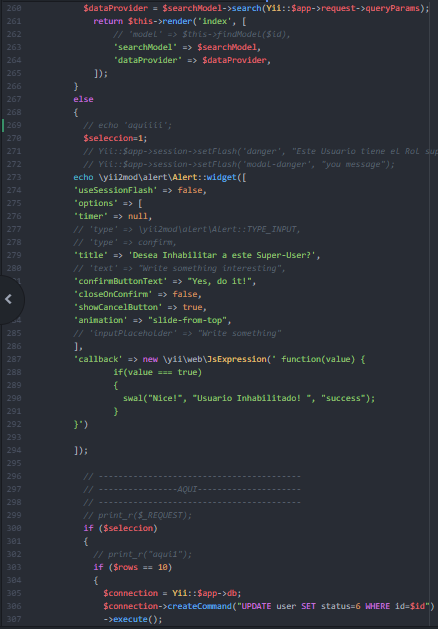 260 $dataProvider = $searchModel->search(Yii::$app->request->queryParams);
261 return $this->render('index', [
262 // 'model' => $this->findModel($id),
263 'searchModel' => $searchModel,
264 'dataProvider' => $dataProvider,
265 ]);
266 }
267 else
268 {
269 // echo 'aquiiii';
270 $seleccion=1;
271 // Yii::$app->session->setFlash('danger', "Este Usuario tiene el Rol sup
272 // Yii::$app->session->setFlash('modal-danger', "you message");
273 echo \yii2mod\alert\Alert::widget([
274 'useSessionFlash' => false,
275 'options' => [
276 'timer' => null,
277 // 'type' => \yii2mod\alert\Alert::TYPE_INPUT,
278 // 'type' => confirm,
279 'title' => 'Desea Inhabilitar a este Super-User?',
280 // 'text' => "Write something interesting",
'confirmButtonText' => "Yes, do it!",
'closeOnConfirm' => false,
'showCancelButton' => true,
'animation' => "slide-from-top",
285 // 'inputPlaceholder' => "Write something"
286 ],
287 'callback' => new \yii\web\JsExpression(' function(value) {
288 if(value === true)
289 {
290 swal("Nice!", "Usuario Inhabilitado! ", "success");
291 }
292 }')
293
294 ]);
295
296 // -----------------------------------------
297 // ----------------AQUI---------------------
298 // -----------------------------------------
299 // print_r($_REQUEST);
300 if ($seleccion)
301 {
302 // print_r("aqui1");
303 if ($rows == 10)
304 {
305 $connection = Yii::$app->db;
306 $connection->createCommand("UPDATE user SET status=6 WHERE id=$id")
307 ->execute();